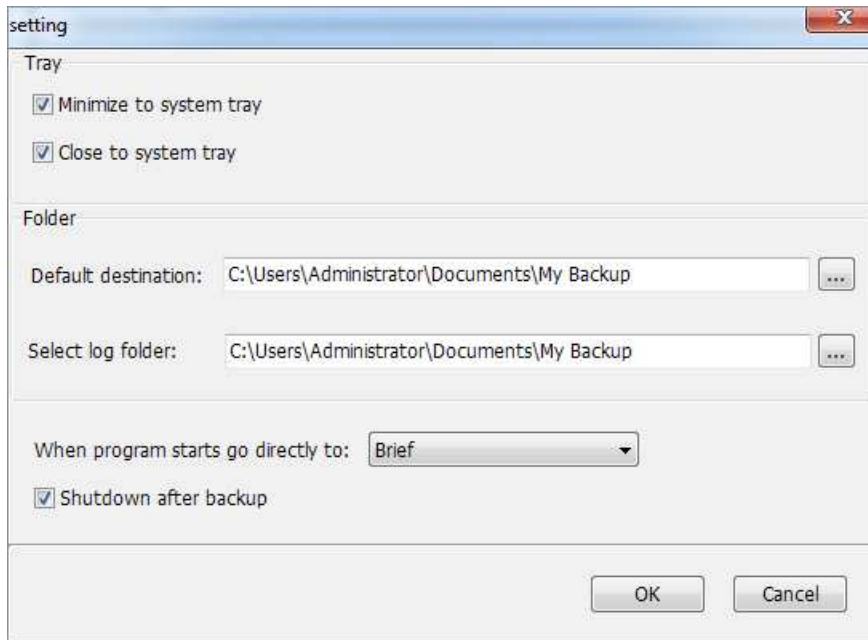 setting
X
Tray
Minimize to system tray
Close to system tray
Folder
Default destination: C:\Users\Administrator\Documents\My Backup ...
Select log folder: C:\Users\Administrator\Documents\My Backup ...
When program starts go directly to: Brief
Shutdown after backup
OK Cancel